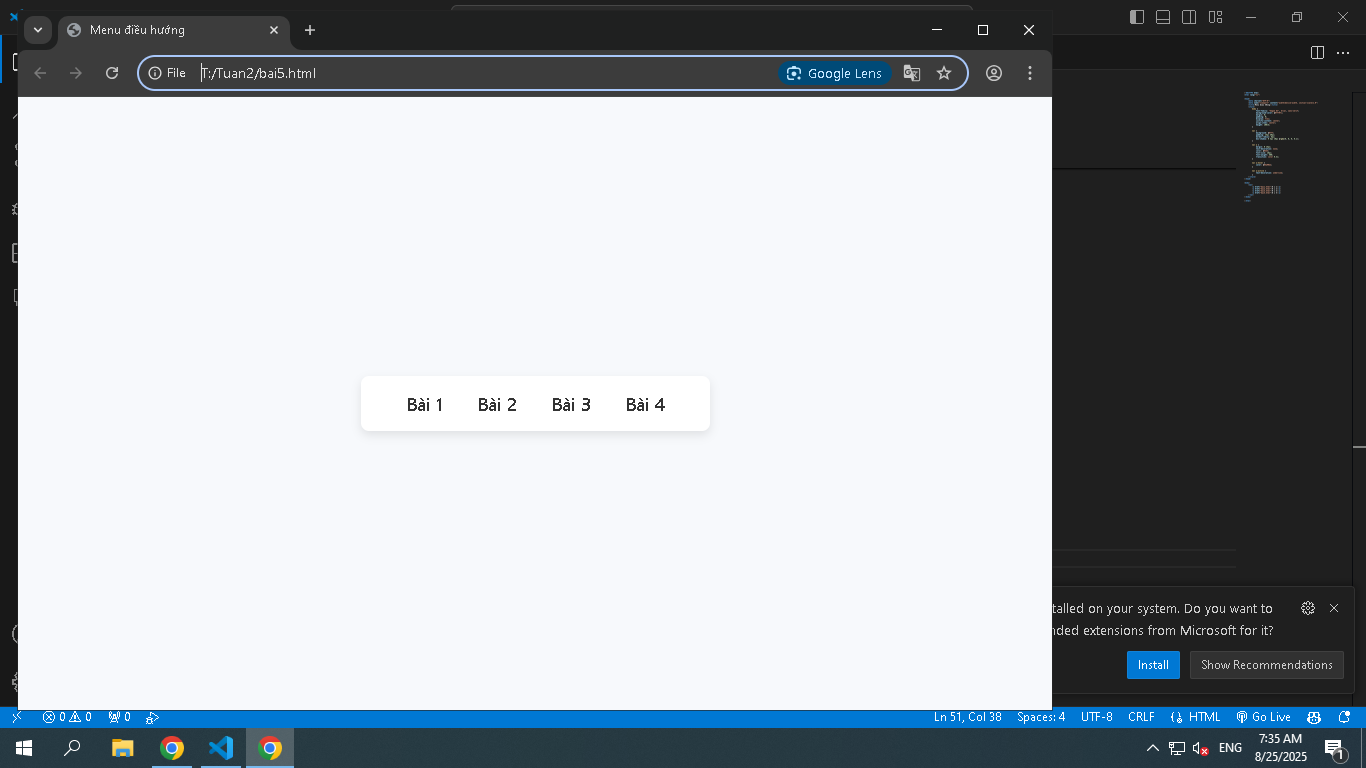 Menu điều hướng
File
T:/Tuan2/bai5.html
Google Lens
Bài 1
Bài 2
Bài 3
Bài 4
talled on your system. Do you want to
nded extensions from Microsoft for it?
Install
Show Recommendations
0
0
0
Ln 51, Col 38
Spaces: 4
UTF-8
CRLF
HTML
Go Live
ENG
7:35 AM
8/25/2025
1